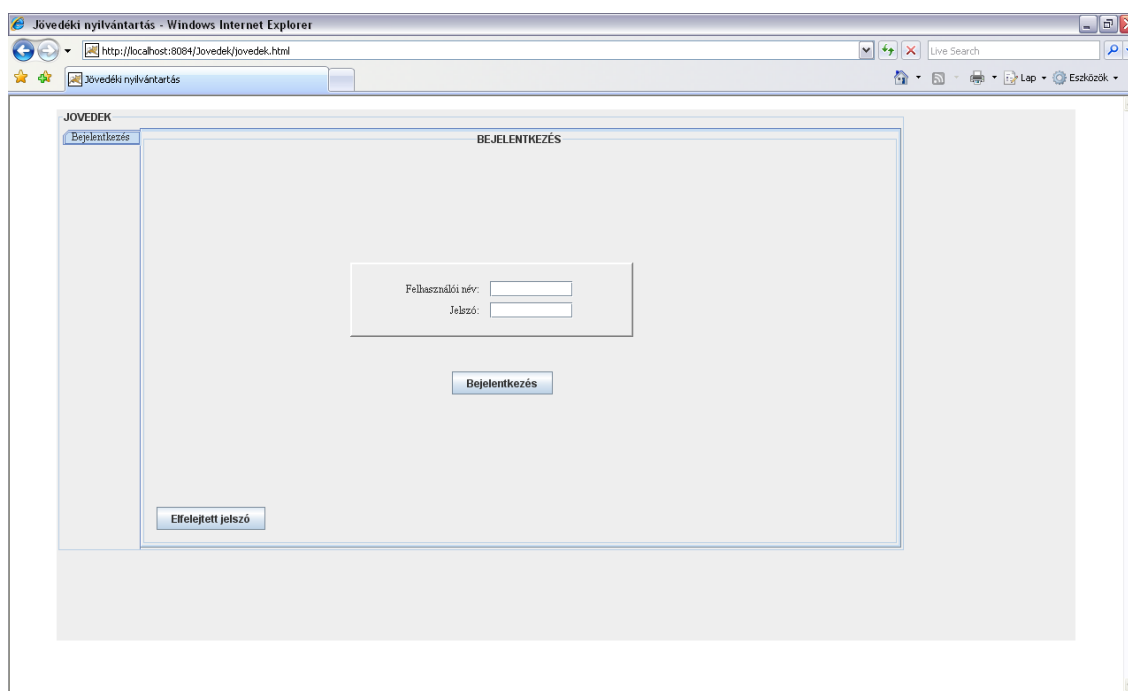 Jövedéki nyilvántartás - Windows Internet Explorer
http://localhost:8084/Jovedek/jovedek.html
Live Search
Jövedéki nyilvántartás
Lap
Eszközök
JOVEDEK
Bejelentkezés
BEJELENTKEZÉS
Felhasználói név:
Jelszó:
Bejelentkezés
Elfelejtett jelszó